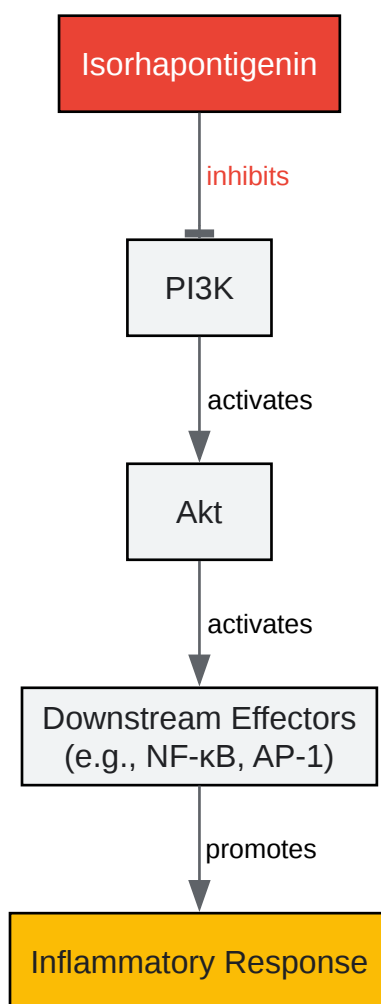 Isorhapontigenin
inhibits
PI3K
activates
Akt
activates
Downstream Effectors
(e.g., NF-κB, AP-1)
promotes
Inflammatory Response